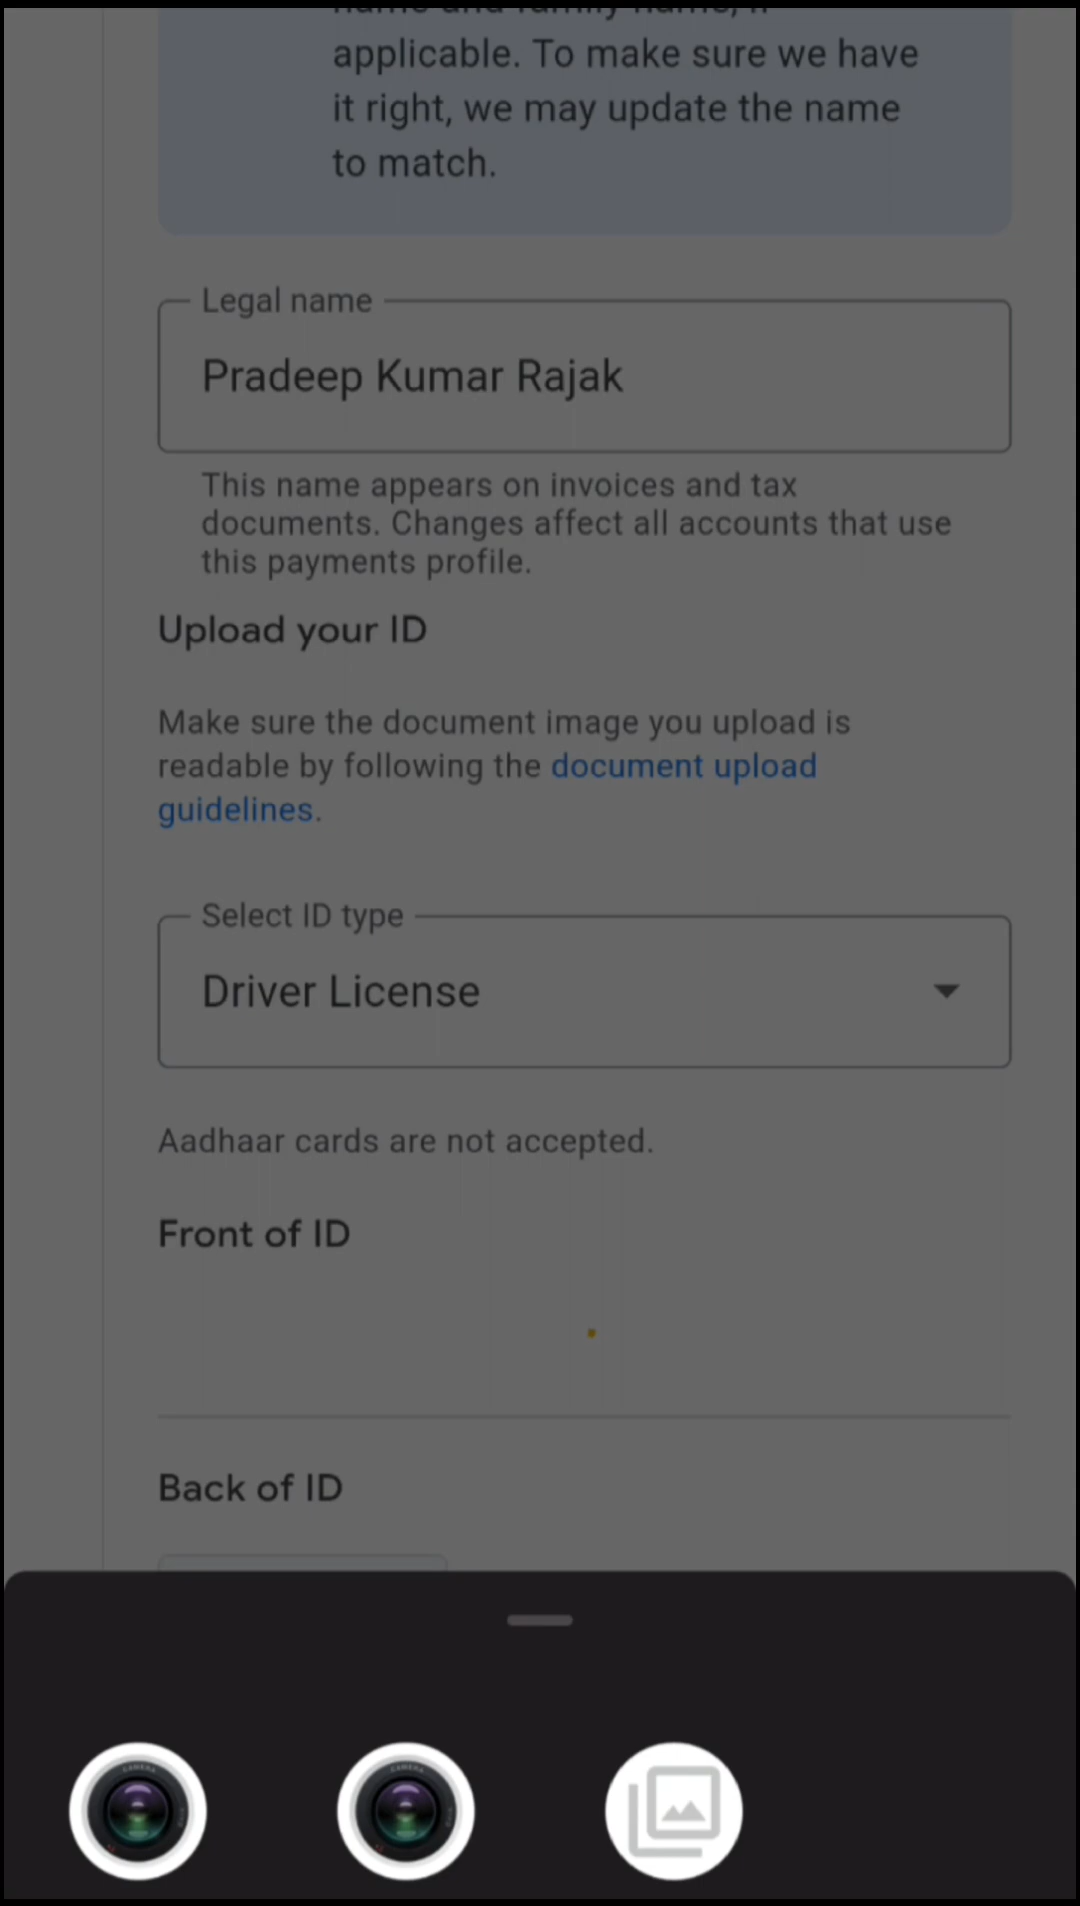 applicable. To make sure we have
it right, we may update the name
to match.
Legal name
Pradeep Kumar Rajak
This name appears on invoices and tax
documents. Changes affect all accounts that use
this payments profile.
Upload your ID
Make sure the document image you upload is
readable by following the document upload
guidelines.
Select ID type
Driver License
Aadhaar cards are not accepted.
Front of ID
Back of ID
CAMERA
CAMERA